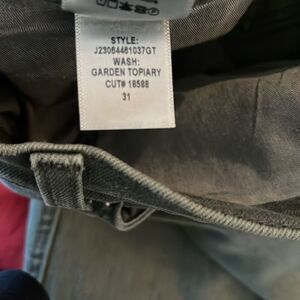 STYLE:
J23064461037GT
WASH:
GARDEN TOPIARY
CUT# 18588
31